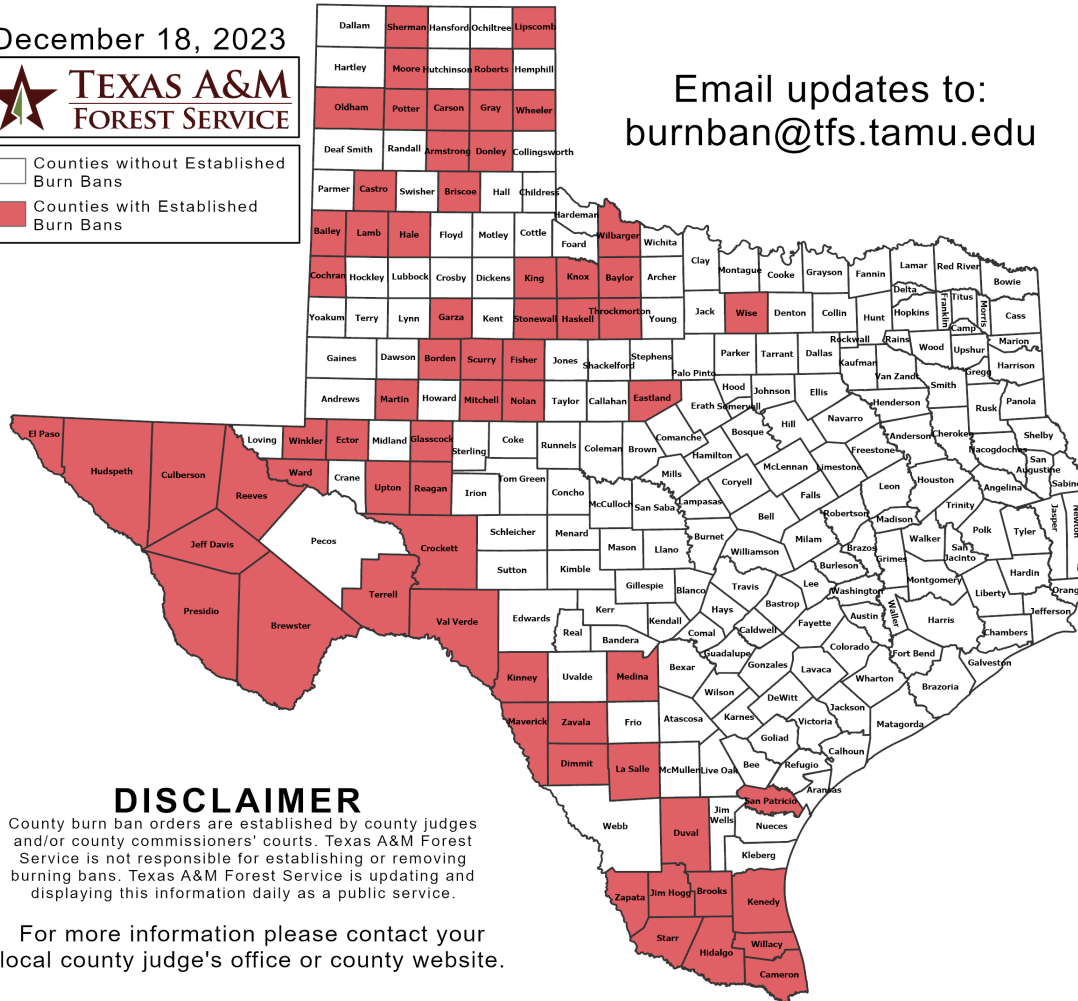 December 18, 2023
TEXAS A&M
FOREST SERVICE
Counties without Established
Burn Bans
Counties with Established
Burn Bans
Email updates to:
burnban@tfs.tamu.edu
Dallam Sherman Hansford Ochiltree Lipscomb
Hartley Moore Hutchinson Roberts Hemphill
Oldham Potter Carson Gray Wheeler
Deaf Smith Randall Armstrong Donley Collingsworth
Parmer Castro Swisher Briscoe Hall Childress
Hardeman
Bailey Lamb Hale Floyd Motley Cottle Foard Wilbarger Wichita
Clay Montague Cooke Grayson Fannin Lamar Red River Bowie
Cochran Hockley Lubbock Crosby Dickens King Knox Baylor Archer
Delta Franklin Titus Morris Cass
Yoakum Terry Lynn Garza Kent Stonewall Haskell Throckmorton Young Jack Wise Denton Collin Hunt Hopkins Camp
Rockwall Rains Wood Upshur Marion
Gaines Dawson Borden Scurry Fisher Jones Shackelford Stephens Palo Pinto Parker Tarrant Dallas Kaufman Van Zandt Smith Gregg Harrison
Andrews Martin Howard Mitchell Nolan Taylor Callahan Eastland Erath Hood Somervell Johnson Ellis Henderson Rusk Panola
El Paso Hudspeth Culberson Reeves Loving Winkler Ector Midland Glasscock Sterling Coke Runnels Coleman Brown Comanche Bosque Hill Navarro Anderson Cherokee Nacogdoches Shelby
Ward Crane Upton Reagan Irion Tom Green Concho McCulloch San Saba Mills Hamilton Coryell McLennan Limestone Freestone Leon Houston Angelina San
Augustine Sabine
Jeff Davis Pecos Crockett Schleicher Menard Mason Llano Lampasas Burnet Bell Falls Robertson Madison Trinity Polk Tyler Jasper Newton
Presidio Brewster Terrell Val Verde Sutton Kimble Gillespie Blanco Williamson Milam Brazos Grimes Walker San
Jacinto Hardin Orange
Edwards Kerr Real Bandera Kendall Hays Travis Bastrop Lee Burleson Washington Montgomery Liberty Jefferson
Comal Caldwell Fayette Austin Waller Harris Chambers
Kinney Uvalde Medina Bexar Guadalupe Gonzales Lavaca Colorado Fort Bend Galveston
Maverick Zavala Frio Atascosa Wilson Karnes DeWitt Victoria Jackson Wharton Matagorda Brazoria
Dimmit La Salle McMullen Live Oak Bee Goliad Refugio Calhoun Aransas
Webb Duval Jim
Wells San Patricio Nueces
Kleberg
Zapata Jim Hogg Brooks Kenedy
Starr Hidalgo Willacy
Cameron
DISCLAIMER
County burn ban orders are established by county judges
and/or county commissioners' courts. Texas A&M Forest
Service is not responsible for establishing or removing
burning bans. Texas A&M Forest Service is updating and
displaying this information daily as a public service.
For more information please contact your
local county judge's office or county website.